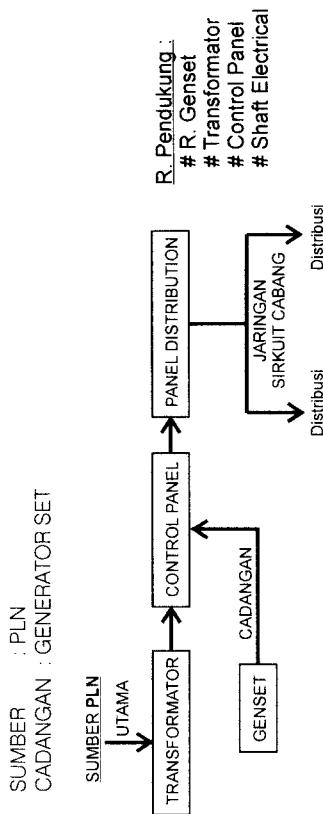 SUMBER : PLN
CADANGAN : GENERATOR SET
SUMBER PLN
UTAMA
TRANSFORMATOR
CONTROL PANEL
PANEL DISTRIBUTION
GENSET
CADANGAN
JARINGAN
SIRKUIT CABANG
Distribusi
Distribusi
R. Pendukung :
# R. Genset
# Transformator
# Control Panel
# Shaft Electrical